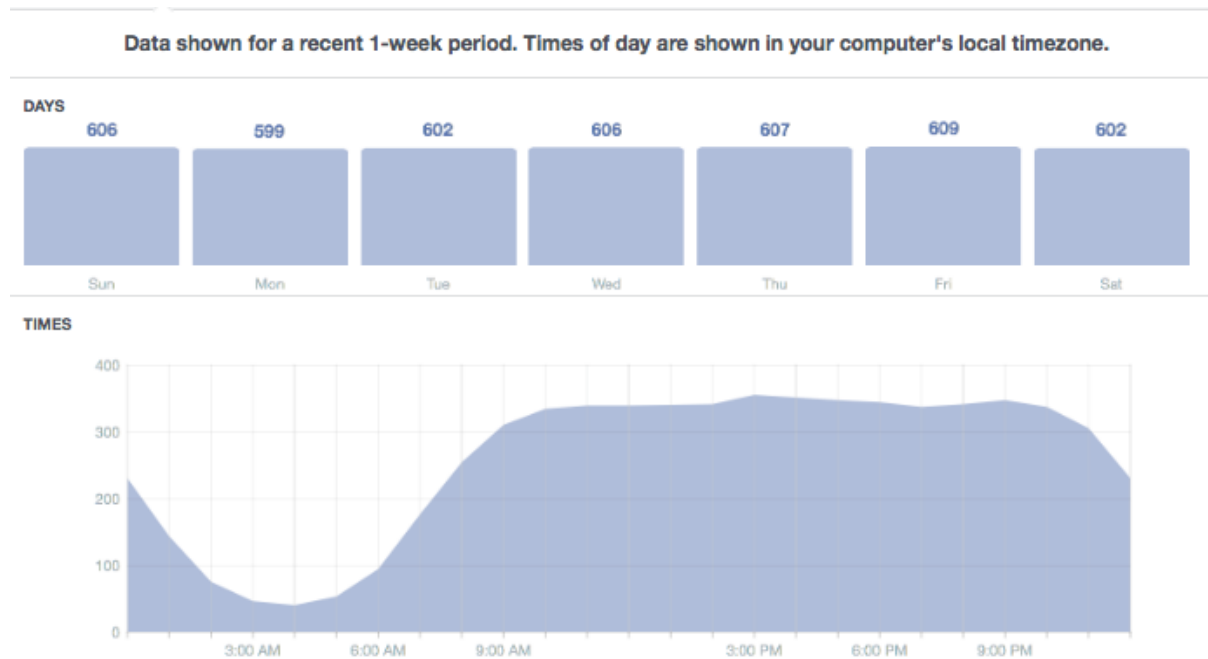 Data shown for a recent 1-week period. Times of day are shown in your computer's local timezone.
DAYS
606 599 602 606 607 609 602
Sun Mon Tue Wed Thu Fri Sat
TIMES
400
300
200
100
0
3:00 AM 6:00 AM 9:00 AM 3:00 PM 6:00 PM 9:00 PM